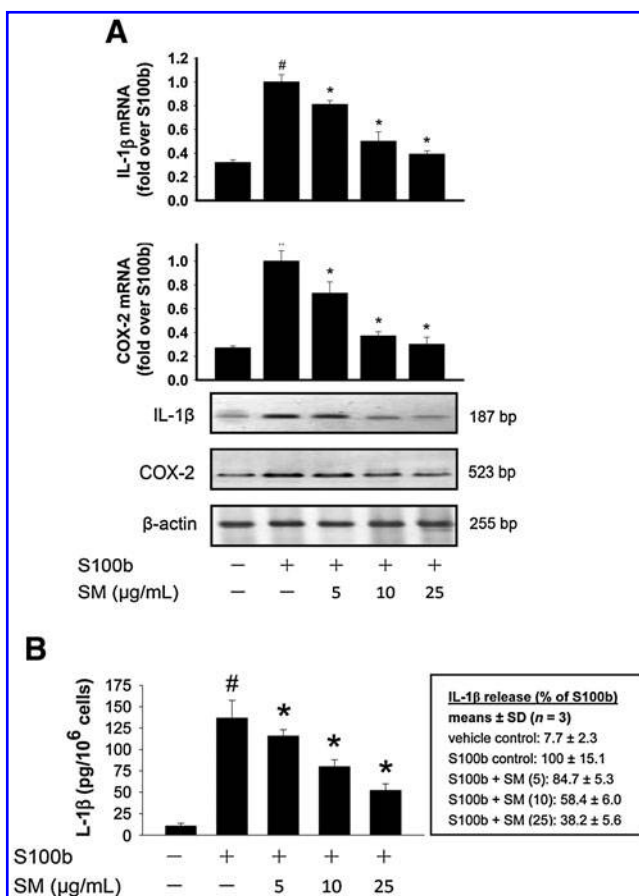 A
IL-1β mRNA
(fold over S100b)
1.0
0.8
0.6
0.4
0.2
0.0
#
*
*
*
COX-2 mRNA
(fold over S100b)
1.0
0.8
0.6
0.4
0.2
0.0
*
*
*
IL-1β 187 bp
COX-2 523 bp
β-actin 255 bp
S100b – + + + +
SM (μg/mL) – – 5 10 25
B
L-1β (pg/10⁶ cells)
175
150
125
100
75
50
25
0
#
*
*
*
S100b – + + + +
SM (μg/mL) – – 5 10 25
IL-1β release (% of S100b)
means ± SD (n = 3)
vehicle control: 7.7 ± 2.3
S100b control: 100 ± 15.1
S100b + SM (5): 84.7 ± 5.3
S100b + SM (10): 58.4 ± 6.0
S100b + SM (25): 38.2 ± 5.6